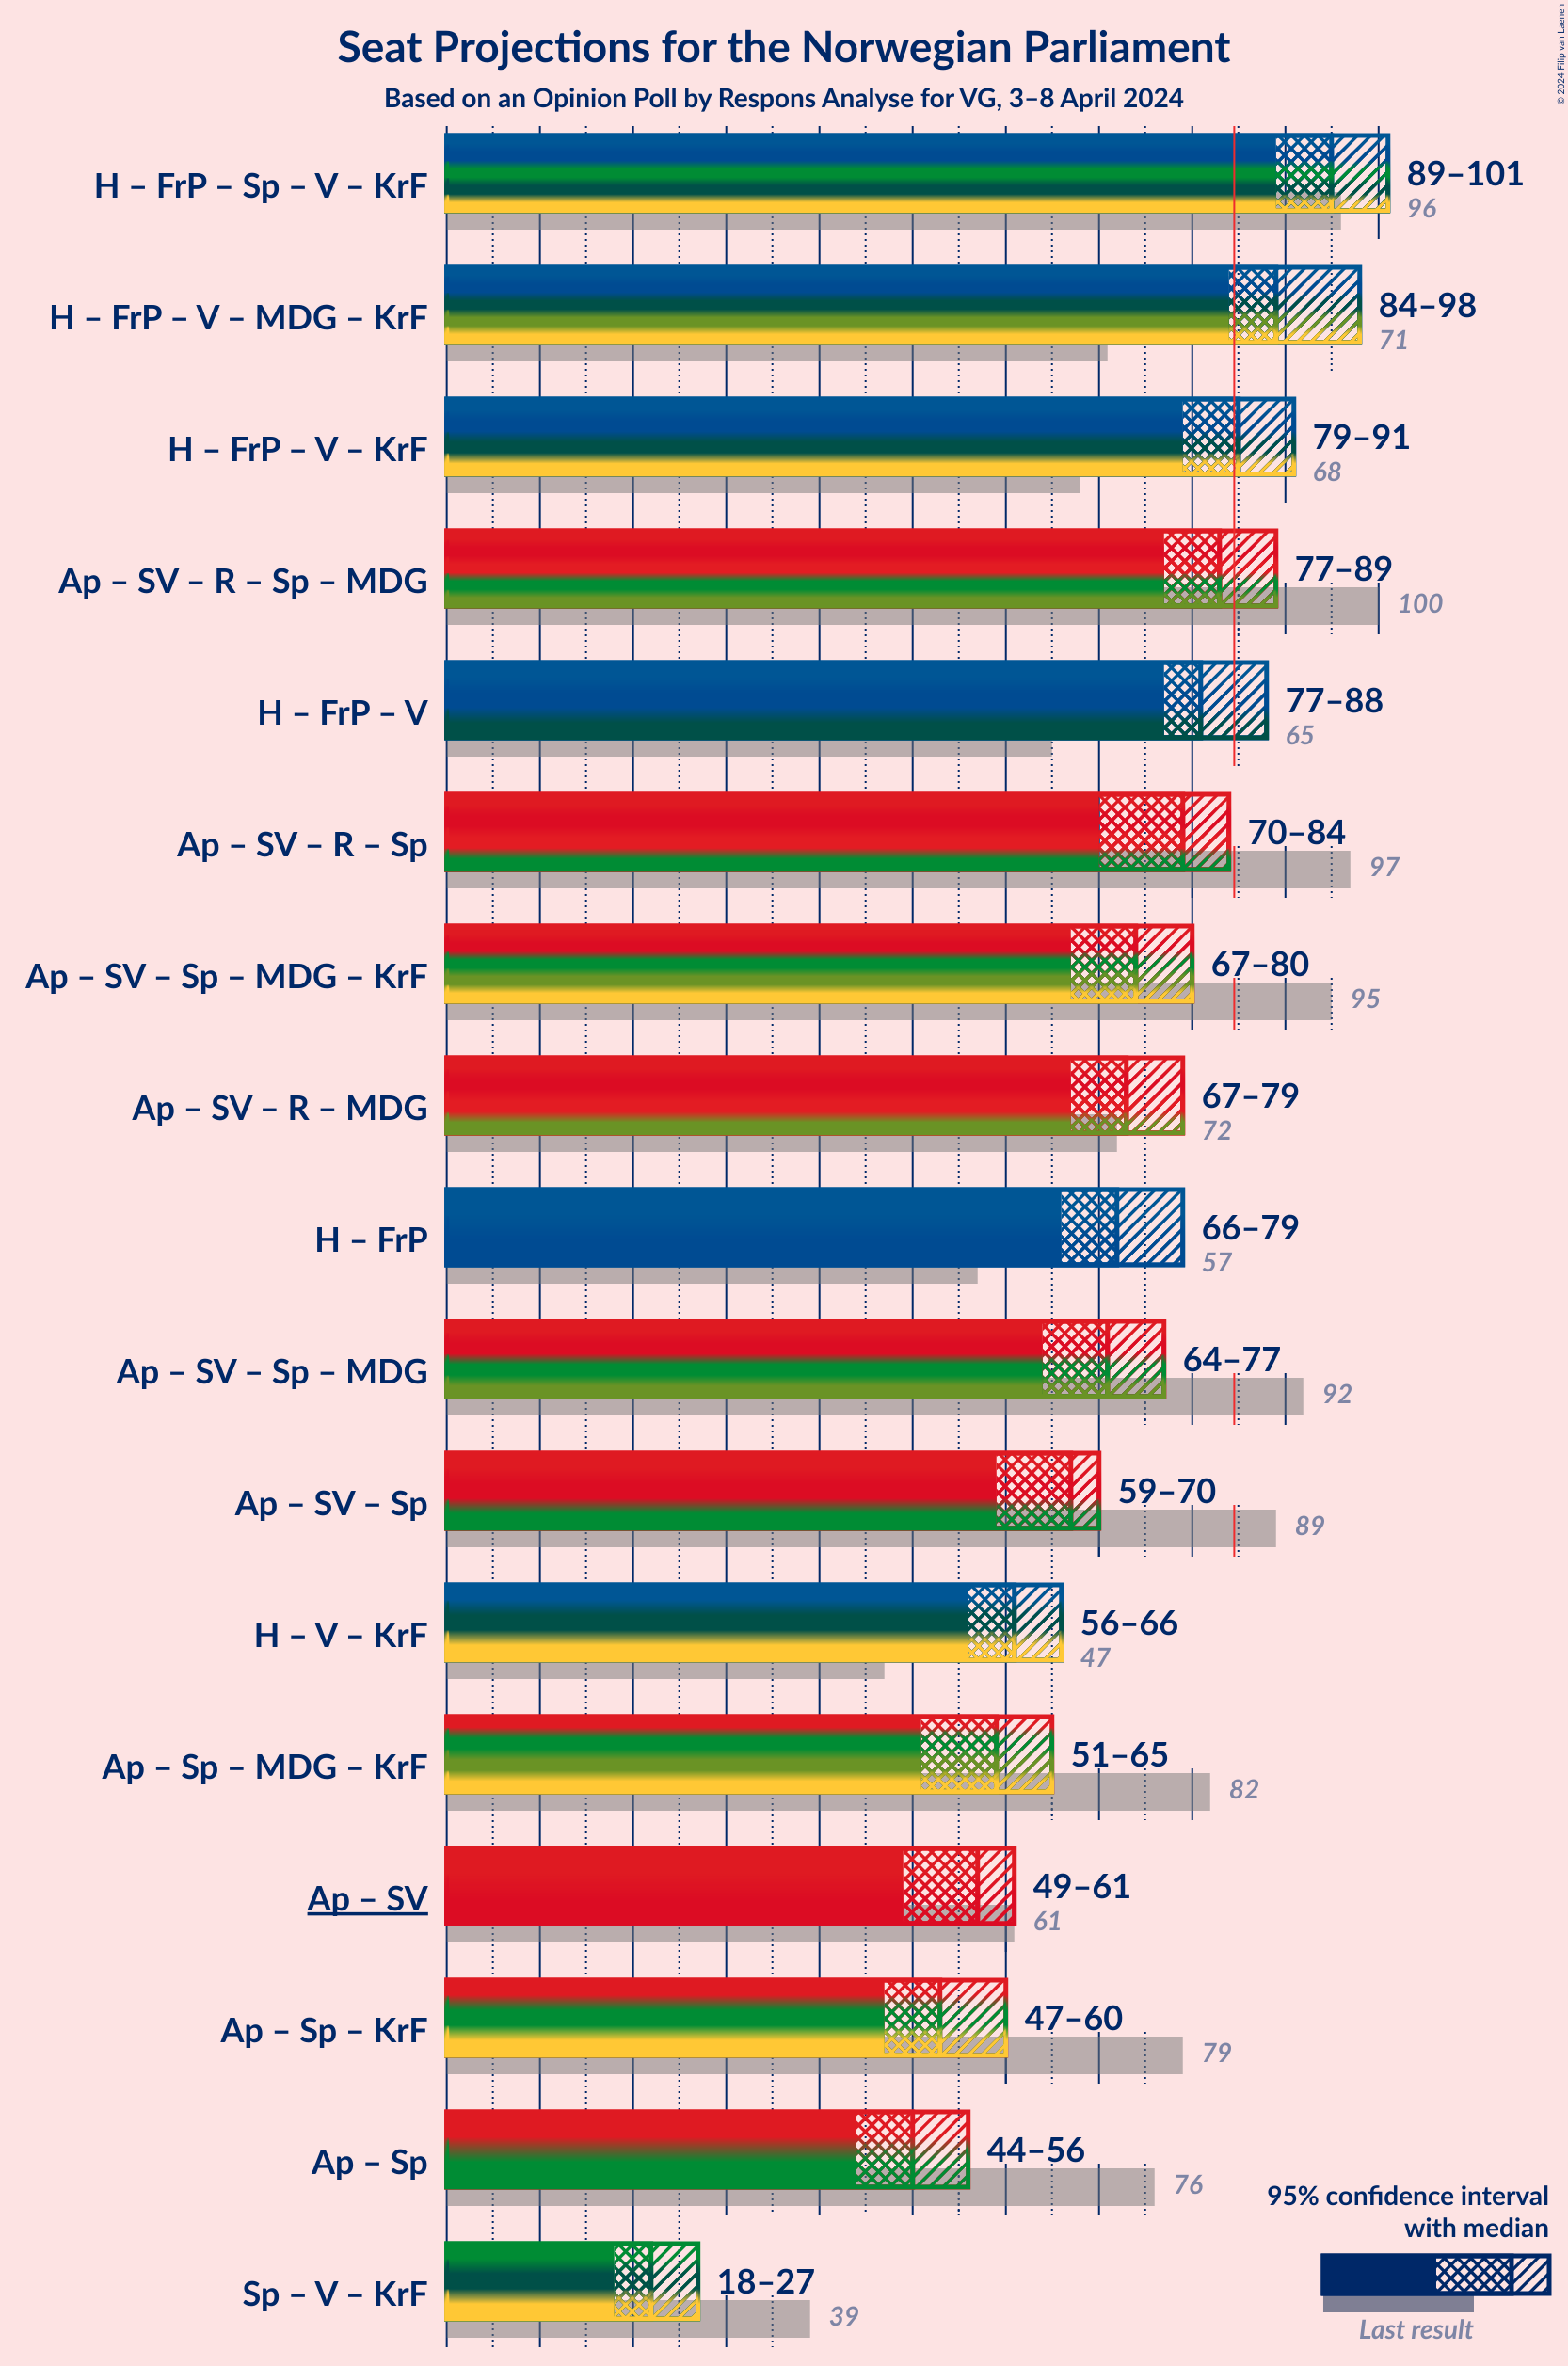 © 2024 Filip van Laenen
Seat Projections for the Norwegian Parliament
Based on an Opinion Poll by Respons Analyse for VG, 3–8 April 2024
H – FrP – Sp – V – KrF
89–101
96
H – FrP – V – MDG – KrF
84–98
71
H – FrP – V – KrF
79–91
68
Ap – SV – R – Sp – MDG
77–89
100
H – FrP – V
77–88
65
Ap – SV – R – Sp
70–84
97
Ap – SV – Sp – MDG – KrF
67–80
95
Ap – SV – R – MDG
67–79
72
H – FrP
66–79
57
Ap – SV – Sp – MDG
64–77
92
Ap – SV – Sp
59–70
89
H – V – KrF
56–66
47
Ap – Sp – MDG – KrF
51–65
82
Ap – SV
49–61
61
Ap – Sp – KrF
47–60
79
Ap – Sp
44–56
76
Sp – V – KrF
18–27
39
95% confidence interval
with median
Last result